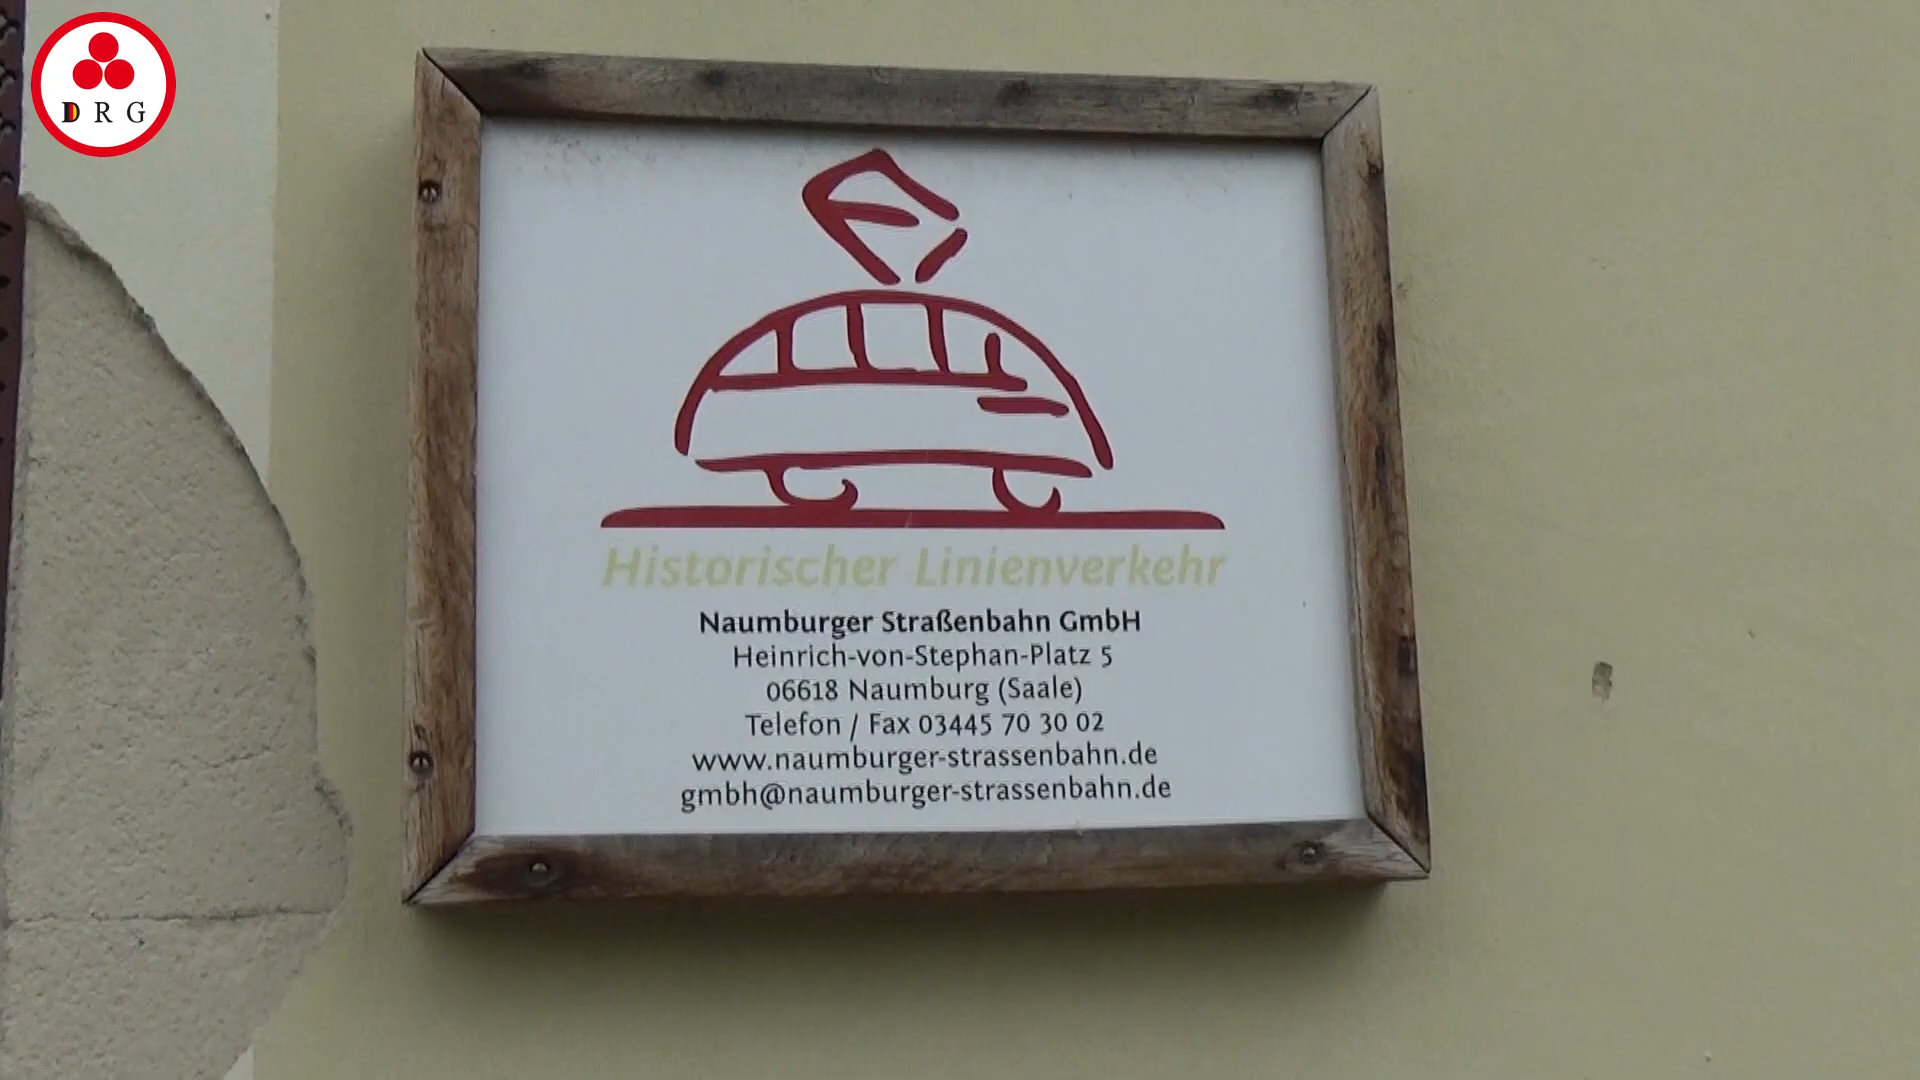 DRG
Historischer Linienverkehr
Naumburger Straßenbahn GmbH
Heinrich-von-Stephan-Platz 5
06618 Naumburg (Saale)
Telefon / Fax 03445 70 30 02
www.naumburger-strassenbahn.de
gmbh@naumburger-strassenbahn.de